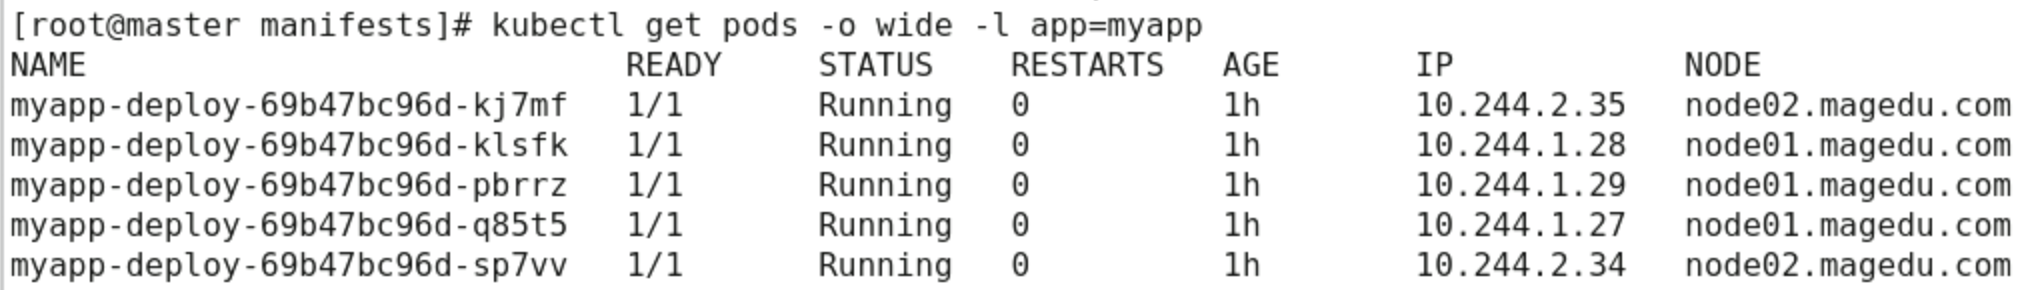 [root@master manifests]# kubectl get pods -o wide -l app=myapp
NAME                            READY     STATUS    RESTARTS   AGE       IP            NODE
myapp-deploy-69b47bc96d-kj7mf   1/1       Running   0          1h        10.244.2.35   node02.magedu.com
myapp-deploy-69b47bc96d-klsfk   1/1       Running   0          1h        10.244.1.28   node01.magedu.com
myapp-deploy-69b47bc96d-pbrrz   1/1       Running   0          1h        10.244.1.29   node01.magedu.com
myapp-deploy-69b47bc96d-q85t5   1/1       Running   0          1h        10.244.1.27   node01.magedu.com
myapp-deploy-69b47bc96d-sp7vv   1/1       Running   0          1h        10.244.2.34   node02.magedu.com